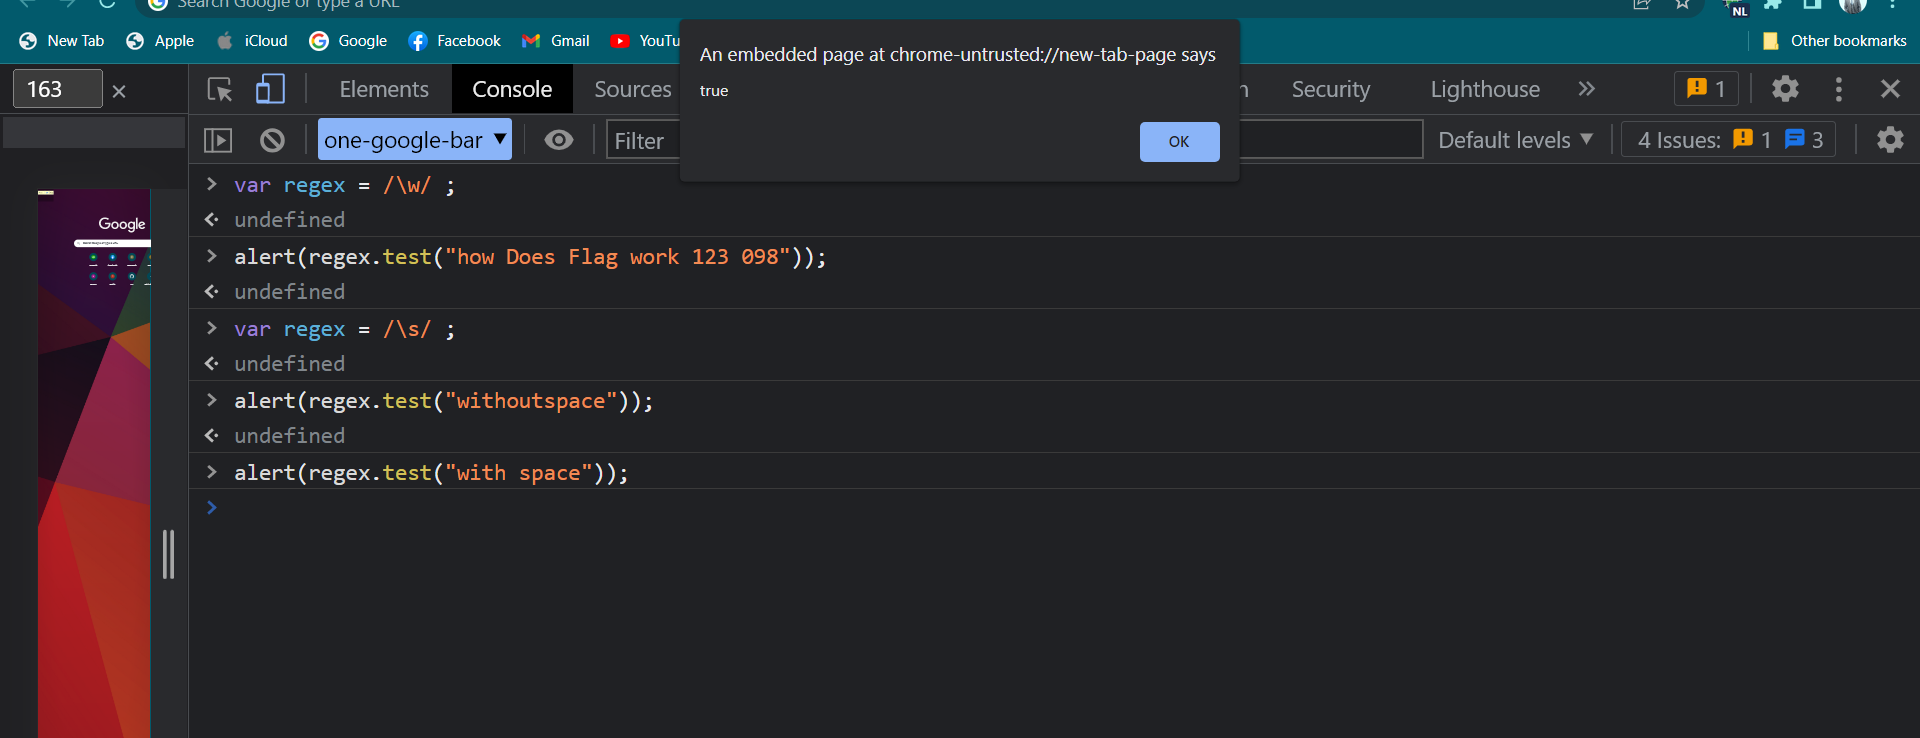 Search Google or type a URL
NL
New Tab Apple iCloud Google Facebook Gmail YouTu Other bookmarks
An embedded page at chrome-untrusted://new-tab-page says
true
OK
163 × Elements Console Sources n Security Lighthouse » 1
one-google-bar ▼ Filter Default levels ▼ 4 Issues: 1 3
> var regex = /\w/ ;
undefined
> alert(regex.test("how Does Flag work 123 098"));
undefined
> var regex = /\s/ ;
undefined
> alert(regex.test("withoutspace"));
undefined
> alert(regex.test("with space"));
>
Google